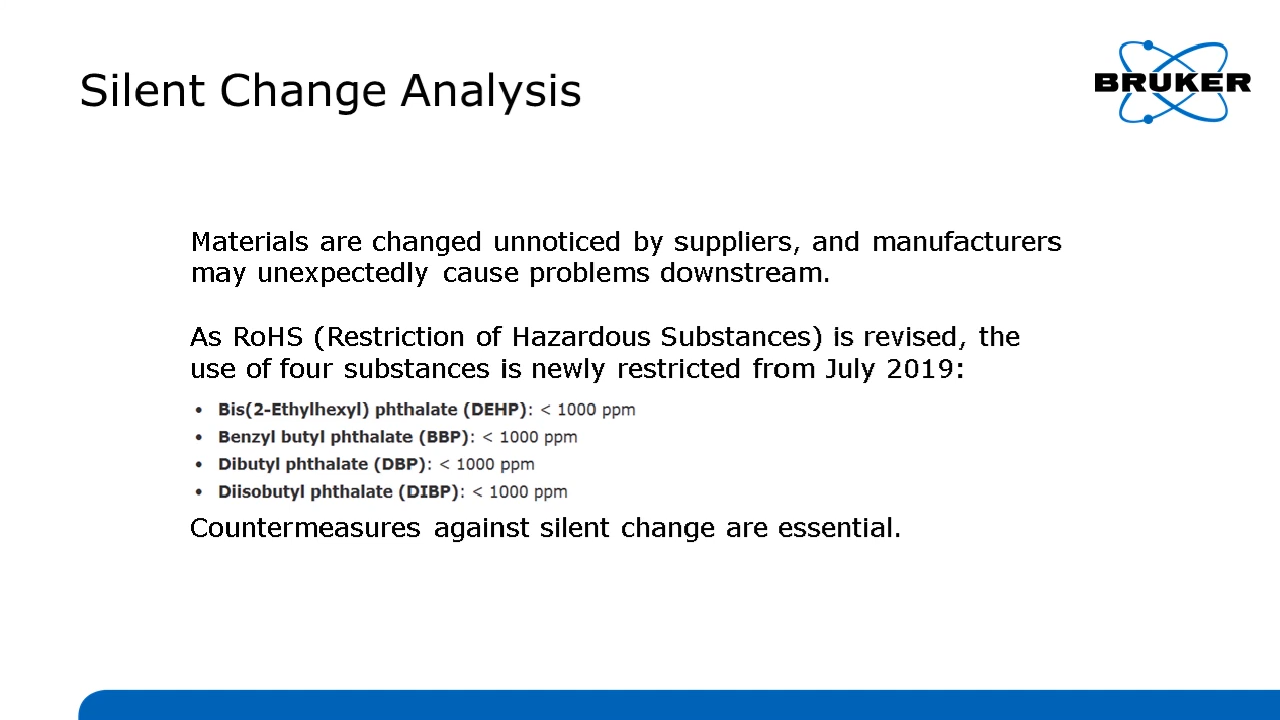 Silent Change Analysis
BRUKER
Materials are changed unnoticed by suppliers, and manufacturers
may unexpectedly cause problems downstream.
As RoHS (Restriction of Hazardous Substances) is revised, the
use of four substances is newly restricted from July 2019:
• Bis(2-Ethylhexyl) phthalate (DEHP): < 1000 ppm
• Benzyl butyl phthalate (BBP): < 1000 ppm
• Dibutyl phthalate (DBP): < 1000 ppm
• Diisobutyl phthalate (DIBP): < 1000 ppm
Countermeasures against silent change are essential.